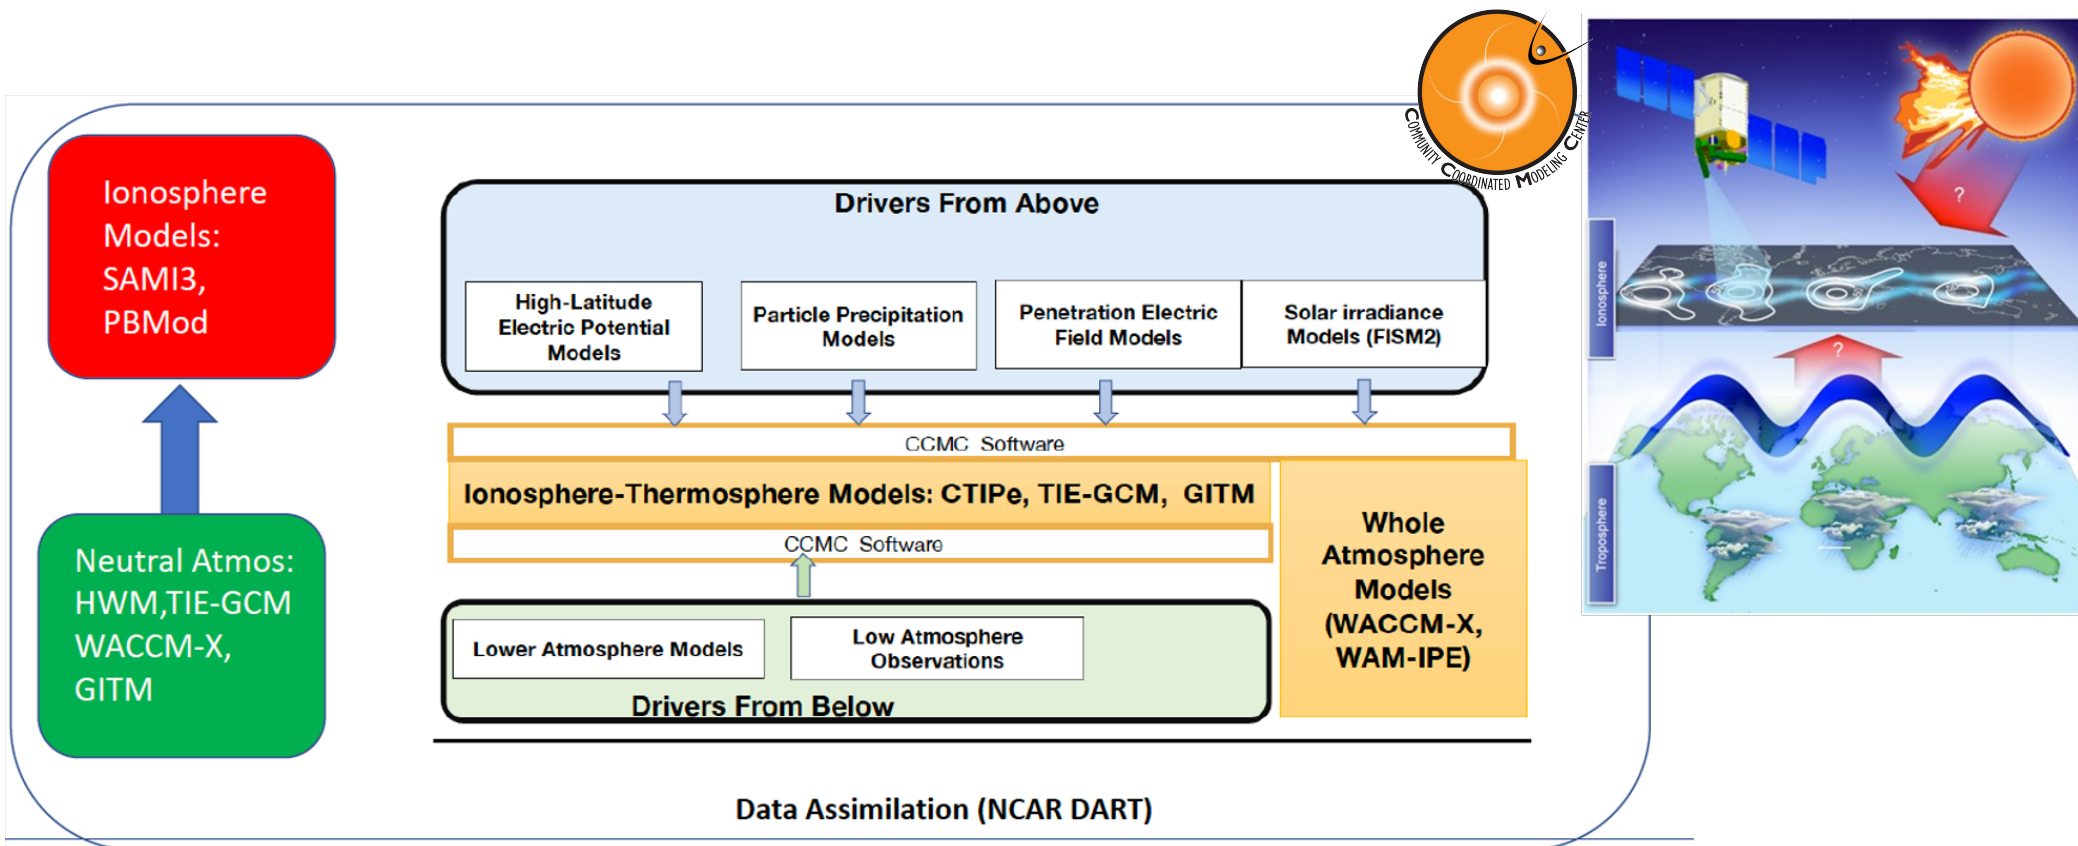 Ionosphere
Models:
SAMI3,
PBMod
Neutral Atmos:
HWM,TIE-GCM
WACCM-X,
GITM
Drivers From Above
High-Latitude
Electric Potential
Models
Particle Precipitation
Models
Penetration Electric
Field Models
Solar irradiance
Models (FISM2)
CCMC Software
Ionosphere-Thermosphere Models: CTIPe, TIE-GCM, GITM
CCMC Software
Whole
Atmosphere
Models
(WACCM-X,
WAM-IPE)
Lower Atmosphere Models
Low Atmosphere
Observations
Drivers From Below
Data Assimilation (NCAR DART)
COMMUNITY COORDINATED MODELING CENTER
?
Ionosphere
?
Troposphere